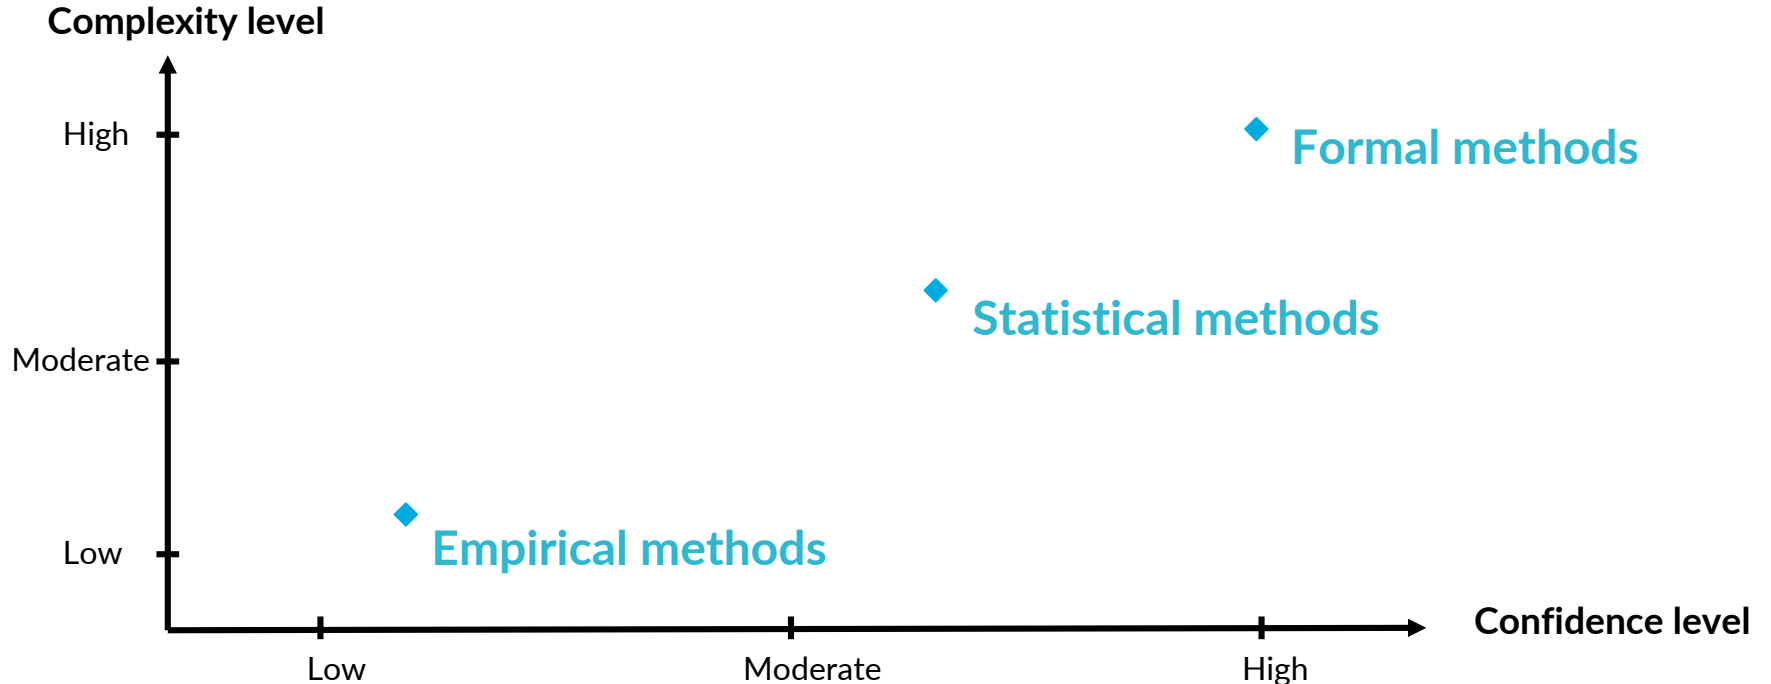 Complexity level
High
Formal methods
Statistical methods
Moderate
Empirical methods
Low
Confidence level
Low
Moderate
High